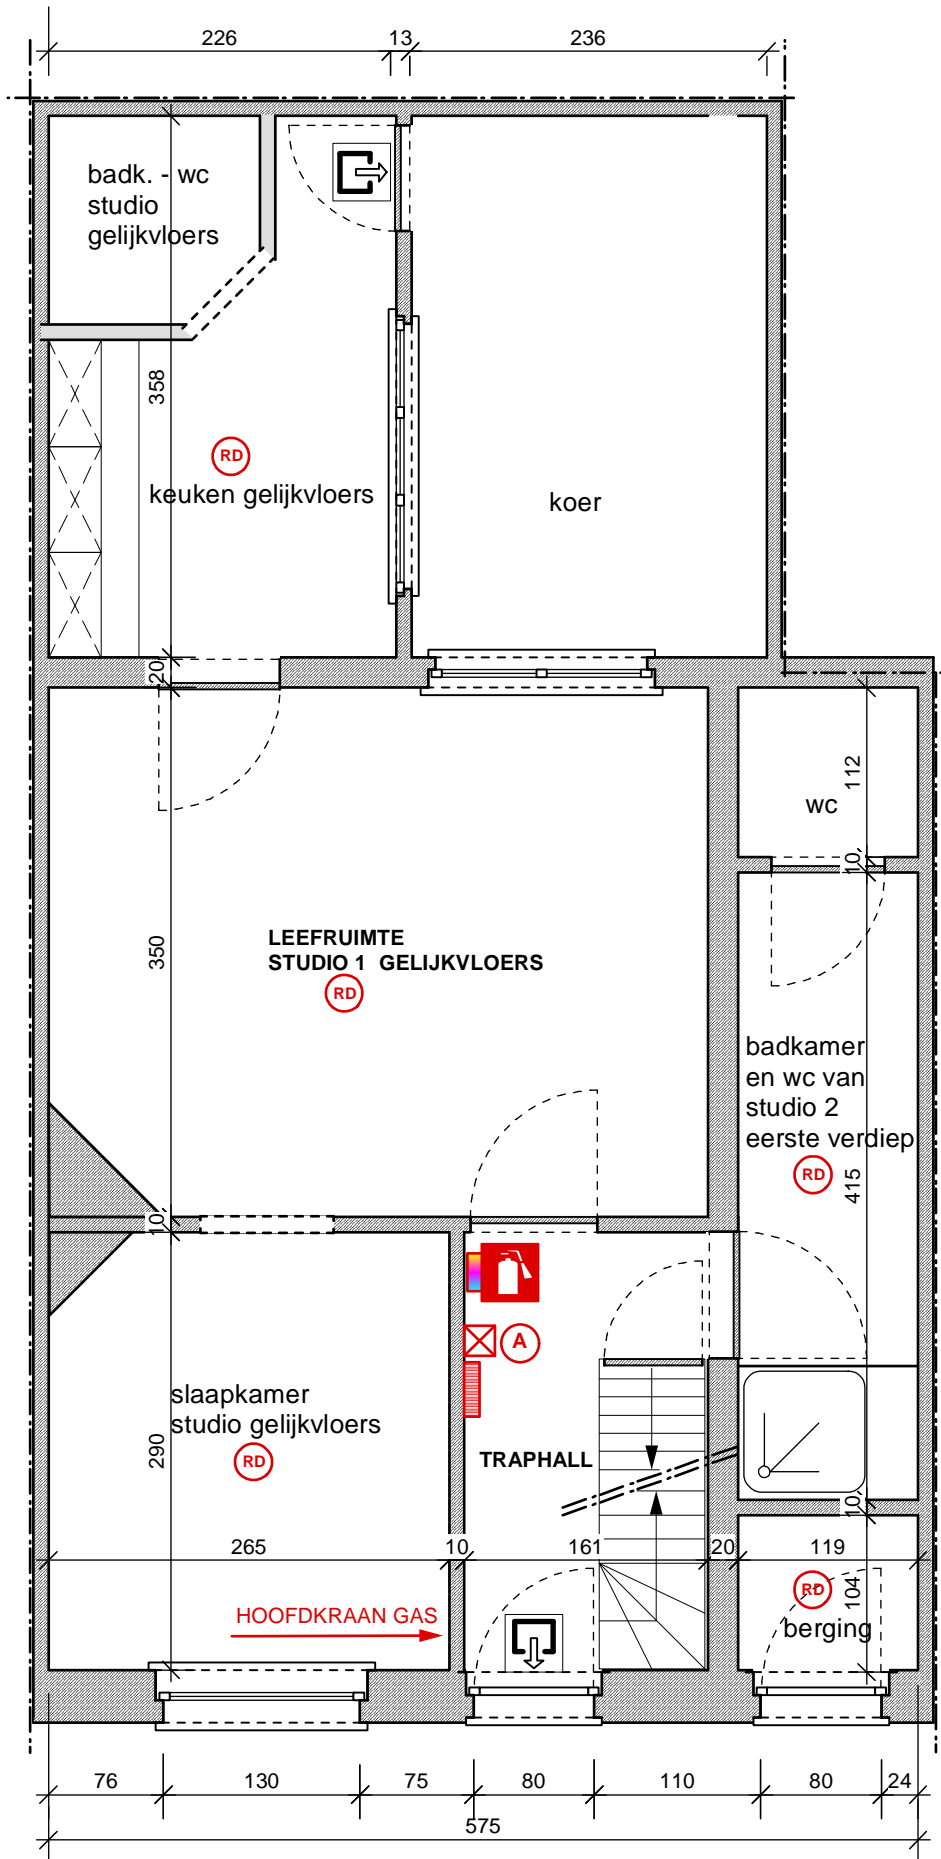 226
13
236
badk. - wc
studio
gelijkvloers
358
RD
keuken gelijkvloers
koer
20
112
wc
10
LEEFRUIMTE
STUDIO 1 GELIJKVLOERS
350
RD
badkamer
en wc van
studio 2
eerste verdiep
RD
415
10
A
slaapkamer
studio gelijkvloers
290
RD
TRAPHALL
10
265
10
161
20
119
RD
104
HOOFDKRAAN GAS
berging
76
130
75
80
110
80
24
575